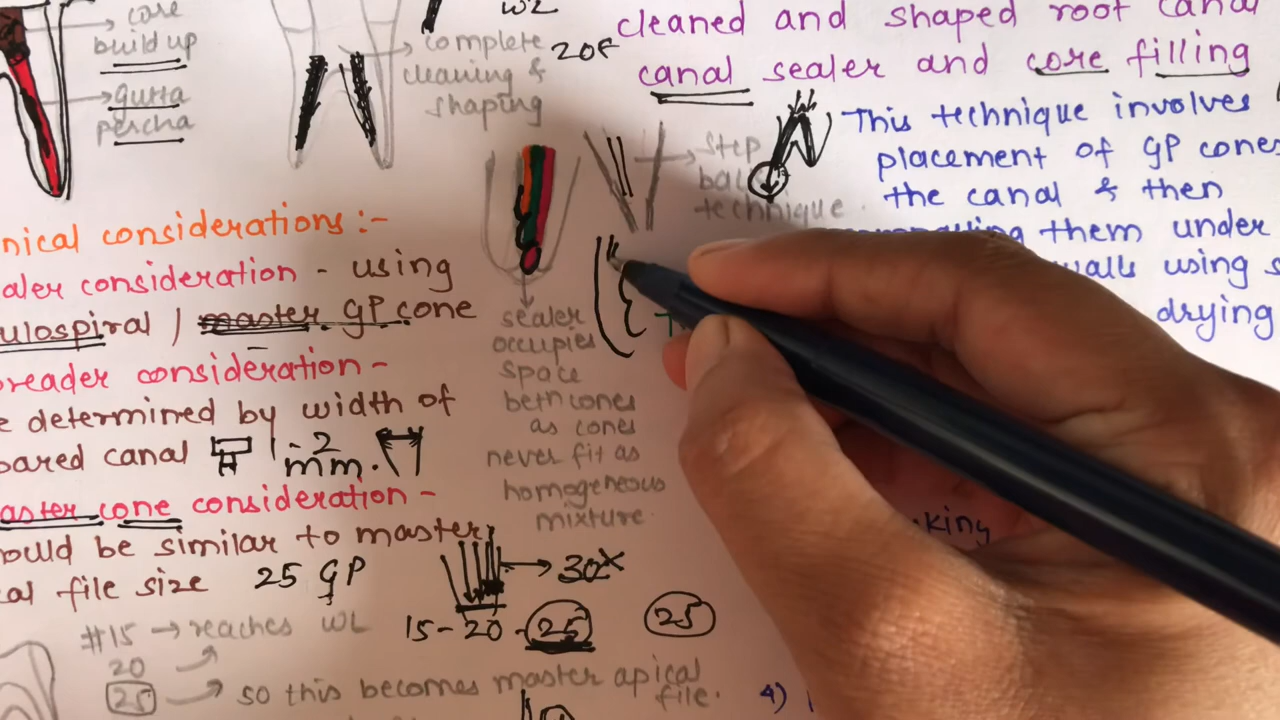 core
build up
gutta
percha
WL
complete
cleaning &
shaping
20F
cleaned and shaped root canal
canal sealer and core filling
This technique involves
placement of GP cones
the canal & then
them under
walls using
drying
step
technique
nical considerations :-
aler consideration - using
ulospiral / master GP cone
reader consideration -
e determined by width of
pared canal 1-2 mm.
sealer
occupies
space
betn cones
as cones
never fit as
homogeneous
mixture.
aster cone consideration -
ould be similar to master
cal file size 25 GP
30x
#15 → reaches WL
20
25 → so this becomes master apical
file.
15-20-25
25
king
4)